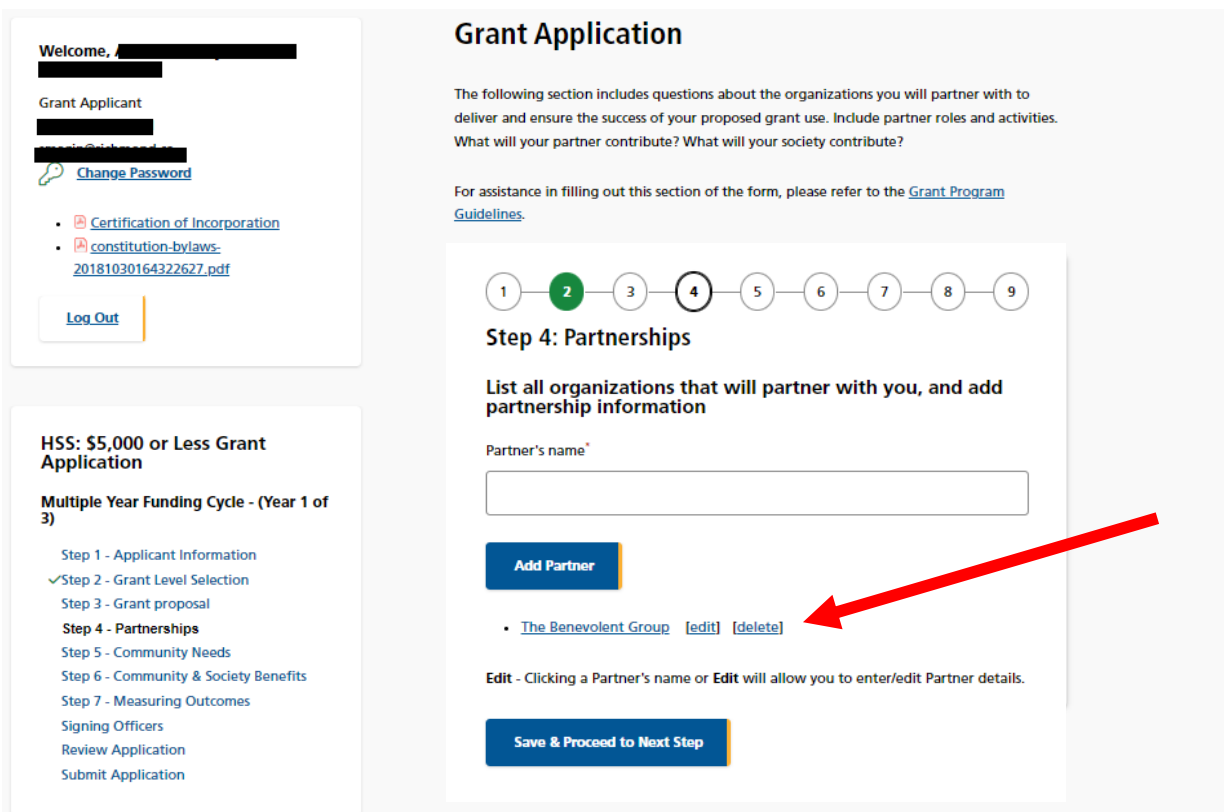 Welcome,
Grant Applicant
Change Password
Certification of Incorporation
constitution-bylaws-
20181030164322627.pdf
Log Out
HSS: $5,000 or Less Grant
Application
Multiple Year Funding Cycle - (Year 1 of
3)
Step 1 - Applicant Information
Step 2 - Grant Level Selection
Step 3 - Grant proposal
Step 4 - Partnerships
Step 5 - Community Needs
Step 6 - Community & Society Benefits
Step 7 - Measuring Outcomes
Signing Officers
Review Application
Submit Application
Grant Application
The following section includes questions about the organizations you will partner with to
deliver and ensure the success of your proposed grant use. Include partner roles and activities.
What will your partner contribute? What will your society contribute?
For assistance in filling out this section of the form, please refer to the Grant Program
Guidelines.
1 2 3 4 5 6 7 8 9
Step 4: Partnerships
List all organizations that will partner with you, and add
partnership information
Partner's name*
Add Partner
The Benevolent Group [edit] [delete]
Edit - Clicking a Partner's name or Edit will allow you to enter/edit Partner details.
Save & Proceed to Next Step